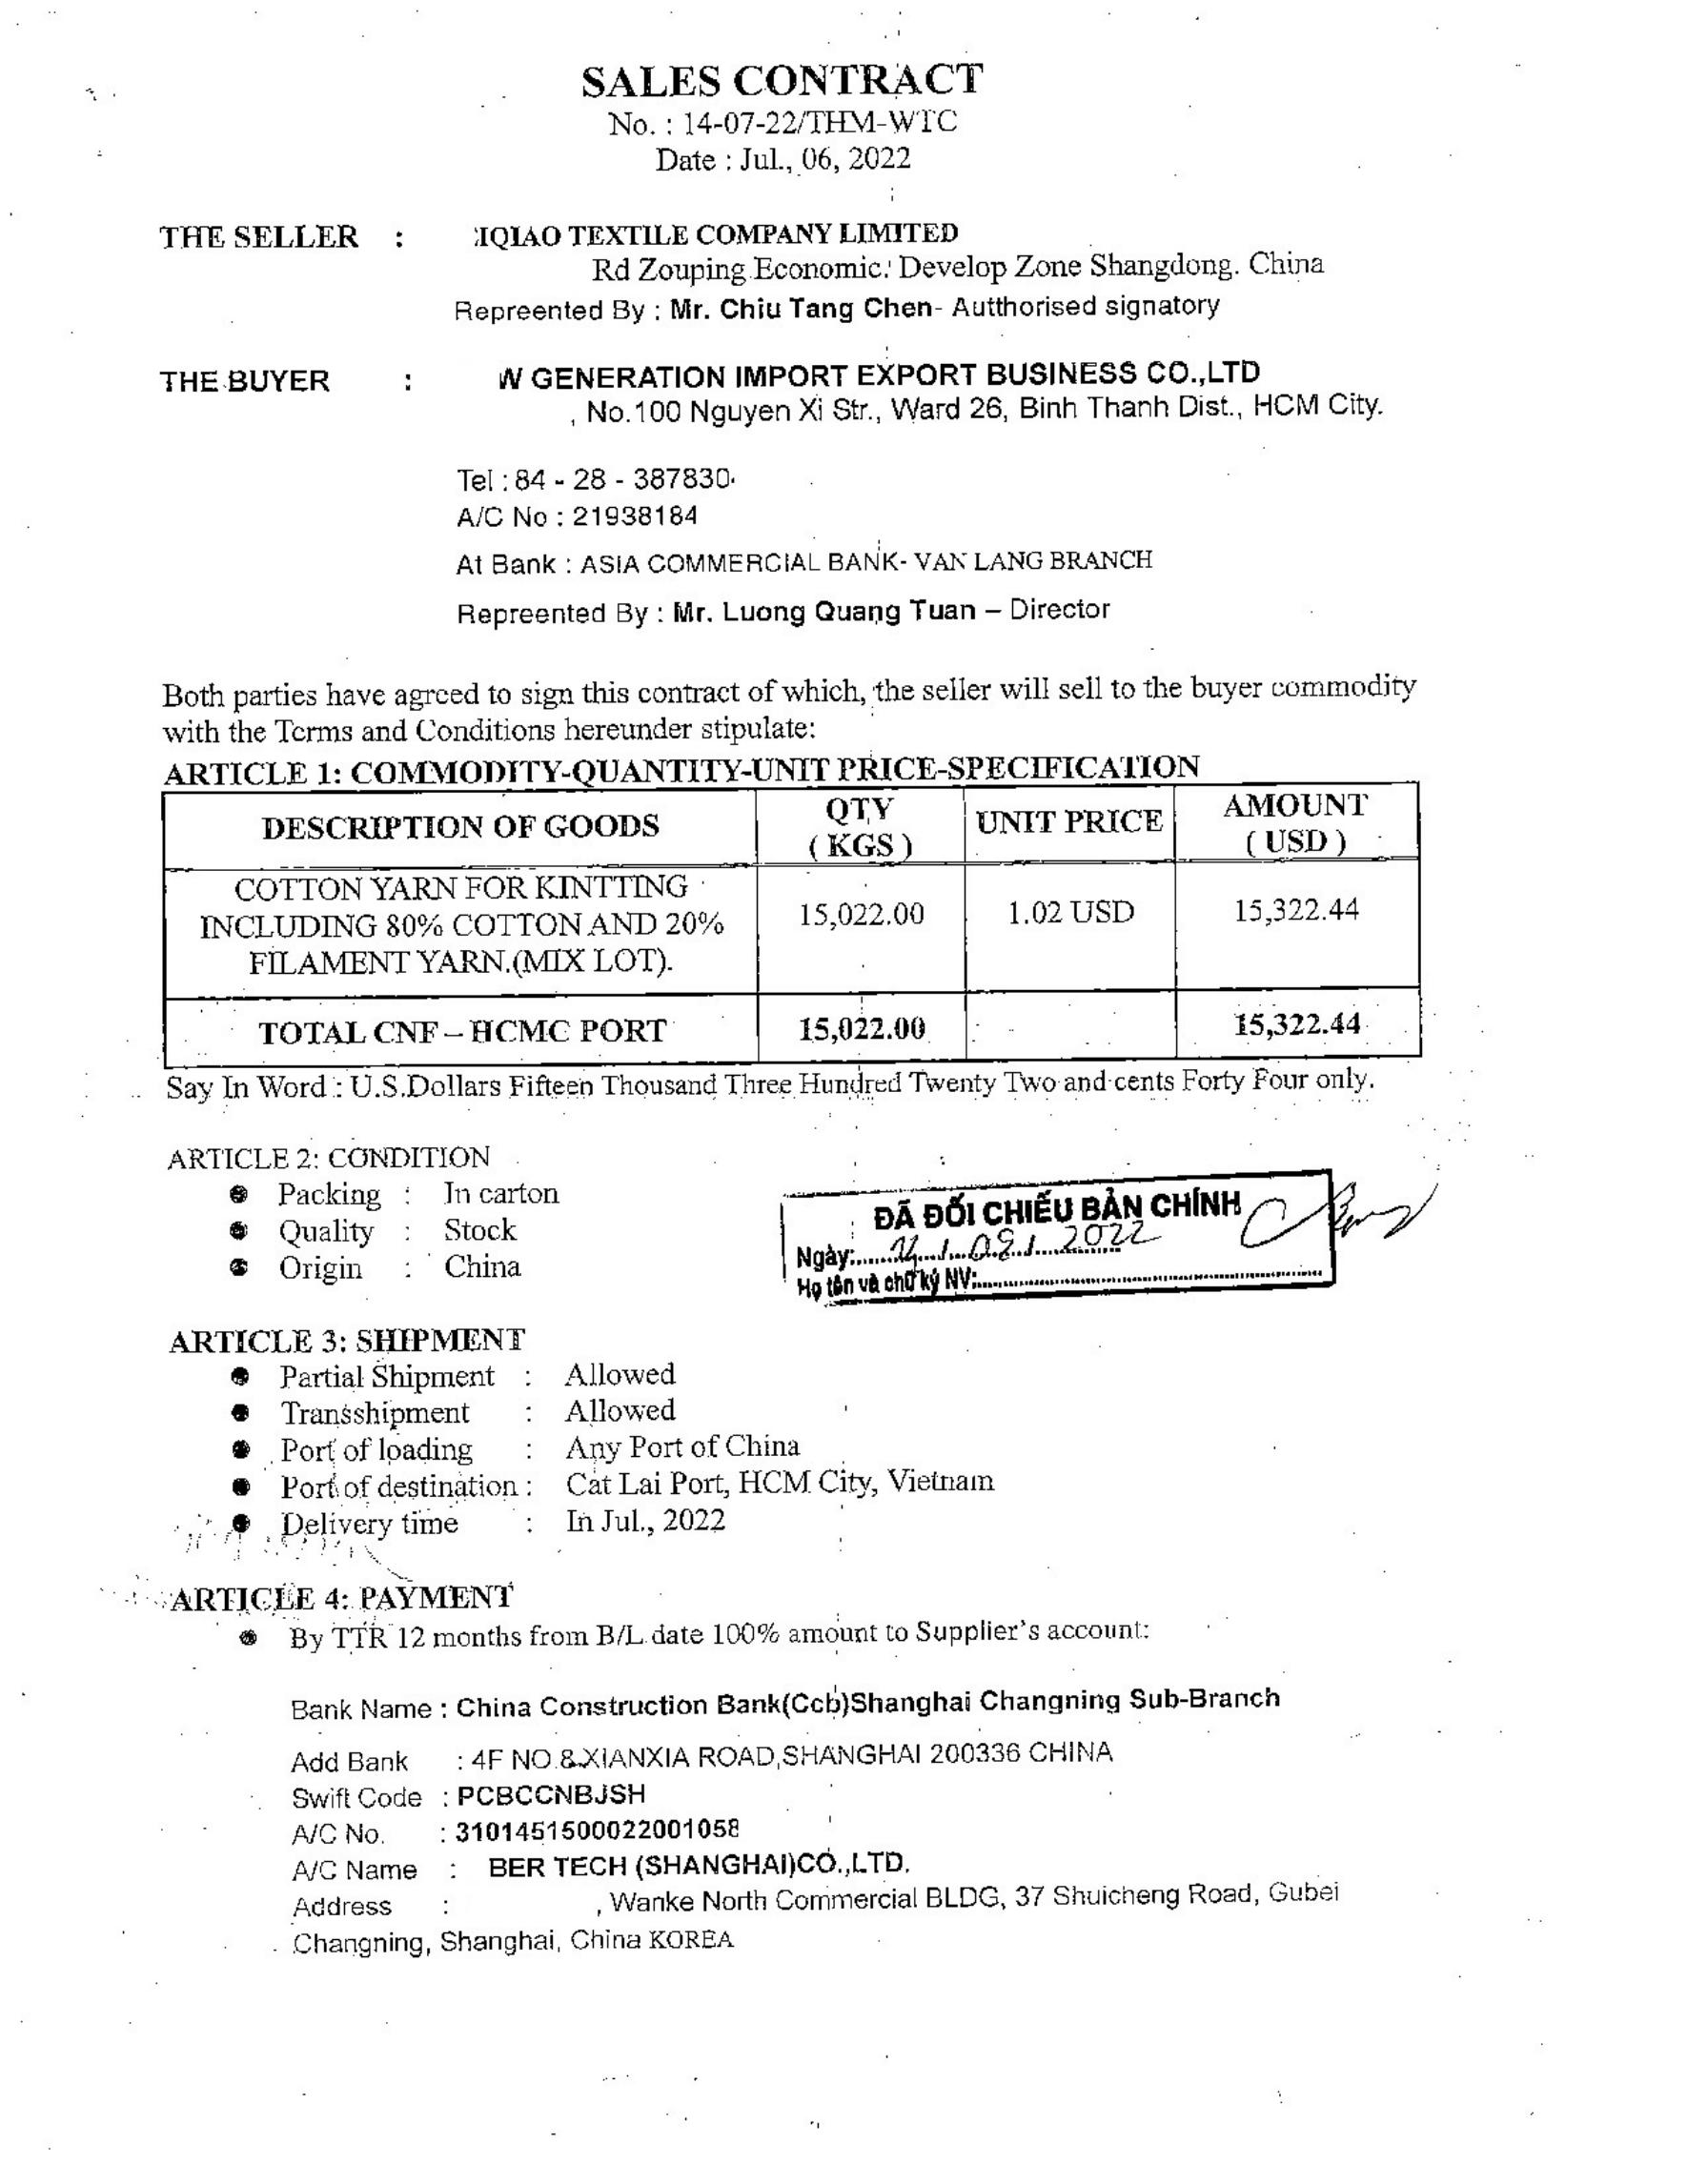 SALES CONTRACT
No. : 14-07-22/THM-WTC
Date : Jul., 06, 2022
THE SELLER : IQIAO TEXTILE COMPANY LIMITED
Rd Zouping Economic. Develop Zone Shangdong. China
Repreented By : Mr. Chiu Tang Chen- Autthorised signatory
THE BUYER : W GENERATION IMPORT EXPORT BUSINESS CO.,LTD
, No.100 Nguyen Xi Str., Ward 26, Binh Thanh Dist., HCM City.
Tel : 84 - 28 - 387830
A/C No : 21938184
At Bank : ASIA COMMERCIAL BANK- VAN LANG BRANCH
Repreented By : Mr. Luong Quang Tuan – Director
Both parties have agreed to sign this contract of which, the seller will sell to the buyer commodity
with the Terms and Conditions hereunder stipulate:
ARTICLE 1: COMMODITY-QUANTITY-UNIT PRICE-SPECIFICATION
DESCRIPTION OF GOODS QTY (KGS) UNIT PRICE AMOUNT (USD)
COTTON YARN FOR KINTTING
INCLUDING 80% COTTON AND 20% 15,022.00 1.02 USD 15,322.44
FILAMENT YARN.(MIX LOT).
TOTAL CNF – HCMC PORT 15,022.00 15,322.44
Say In Word : U.S.Dollars Fifteen Thousand Three Hundred Twenty Two and cents Forty Four only.
ARTICLE 2: CONDITION
● Packing : In carton
● Quality : Stock
● Origin : China
ĐÃ ĐỐI CHIẾU BẢN CHÍNH
Ngày: / 08 / 2022
Họ tên và chữ ký NV:
ARTICLE 3: SHIPMENT
● Partial Shipment : Allowed
● Transshipment : Allowed
● Port of loading : Any Port of China
● Port of destination : Cat Lai Port, HCM City, Vietnam
● Delivery time : In Jul., 2022
ARTICLE 4: PAYMENT
● By TTR 12 months from B/L date 100% amount to Supplier's account:
Bank Name : China Construction Bank(Ccb)Shanghai Changning Sub-Branch
Add Bank : 4F NO.&XIANXIA ROAD,SHANGHAI 200336 CHINA
Swift Code : PCBCCNBJSH
A/C No. : 3101451500022001058
A/C Name : BER TECH (SHANGHAI)CO.,LTD.
Address : , Wanke North Commercial BLDG, 37 Shuicheng Road, Gubei
Changning, Shanghai, China KOREA